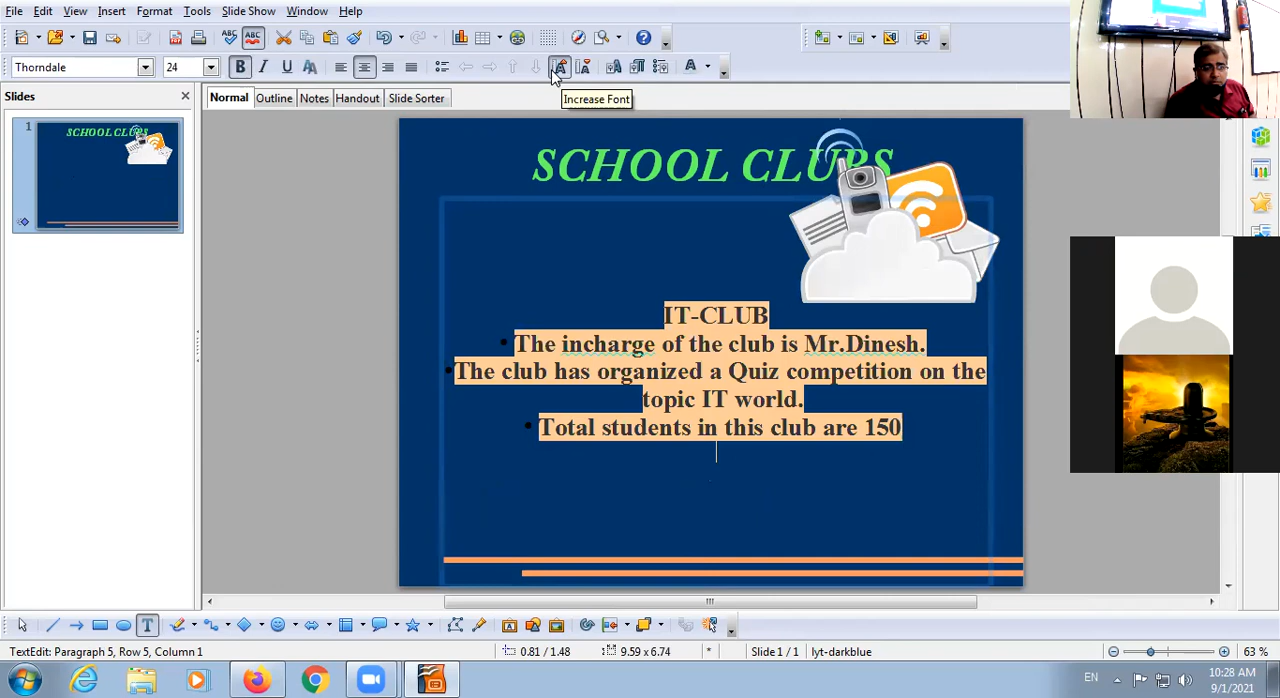 File Edit View Insert Format Tools Slide Show Window Help
Thorndale 24
Increase Font
Slides
Normal Outline Notes Handout Slide Sorter
1
SCHOOL CLUBS
SCHOOL CLUBS
IT-CLUB
• The incharge of the club is Mr.Dinesh.
• The club has organized a Quiz competition on the
topic IT world.
• Total students in this club are 150
TextEdit: Paragraph 5, Row 5, Column 1
0.81 / 1.48
9.59 x 6.74
*
Slide 1 / 1
lyt-darkblue
63 %
EN
10:28 AM
9/1/2021